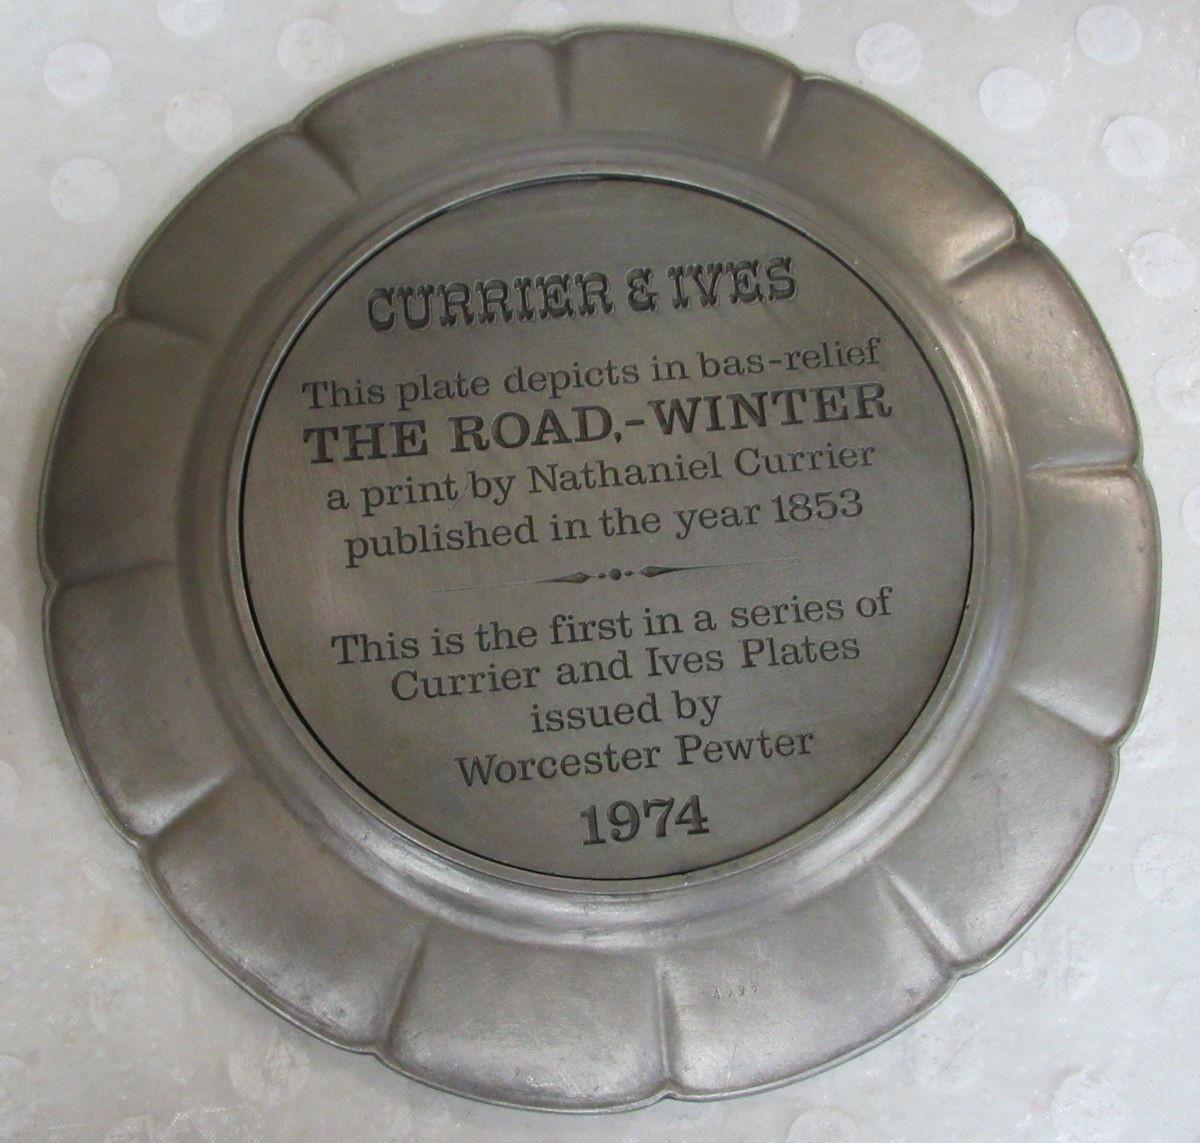 CURRIER & IVES
This plate depicts in bas-relief
THE ROAD,-WINTER
a print by Nathaniel Currier
published in the year 1853
This is the first in a series of
Currier and Ives Plates
issued by
Worcester Pewter
1974